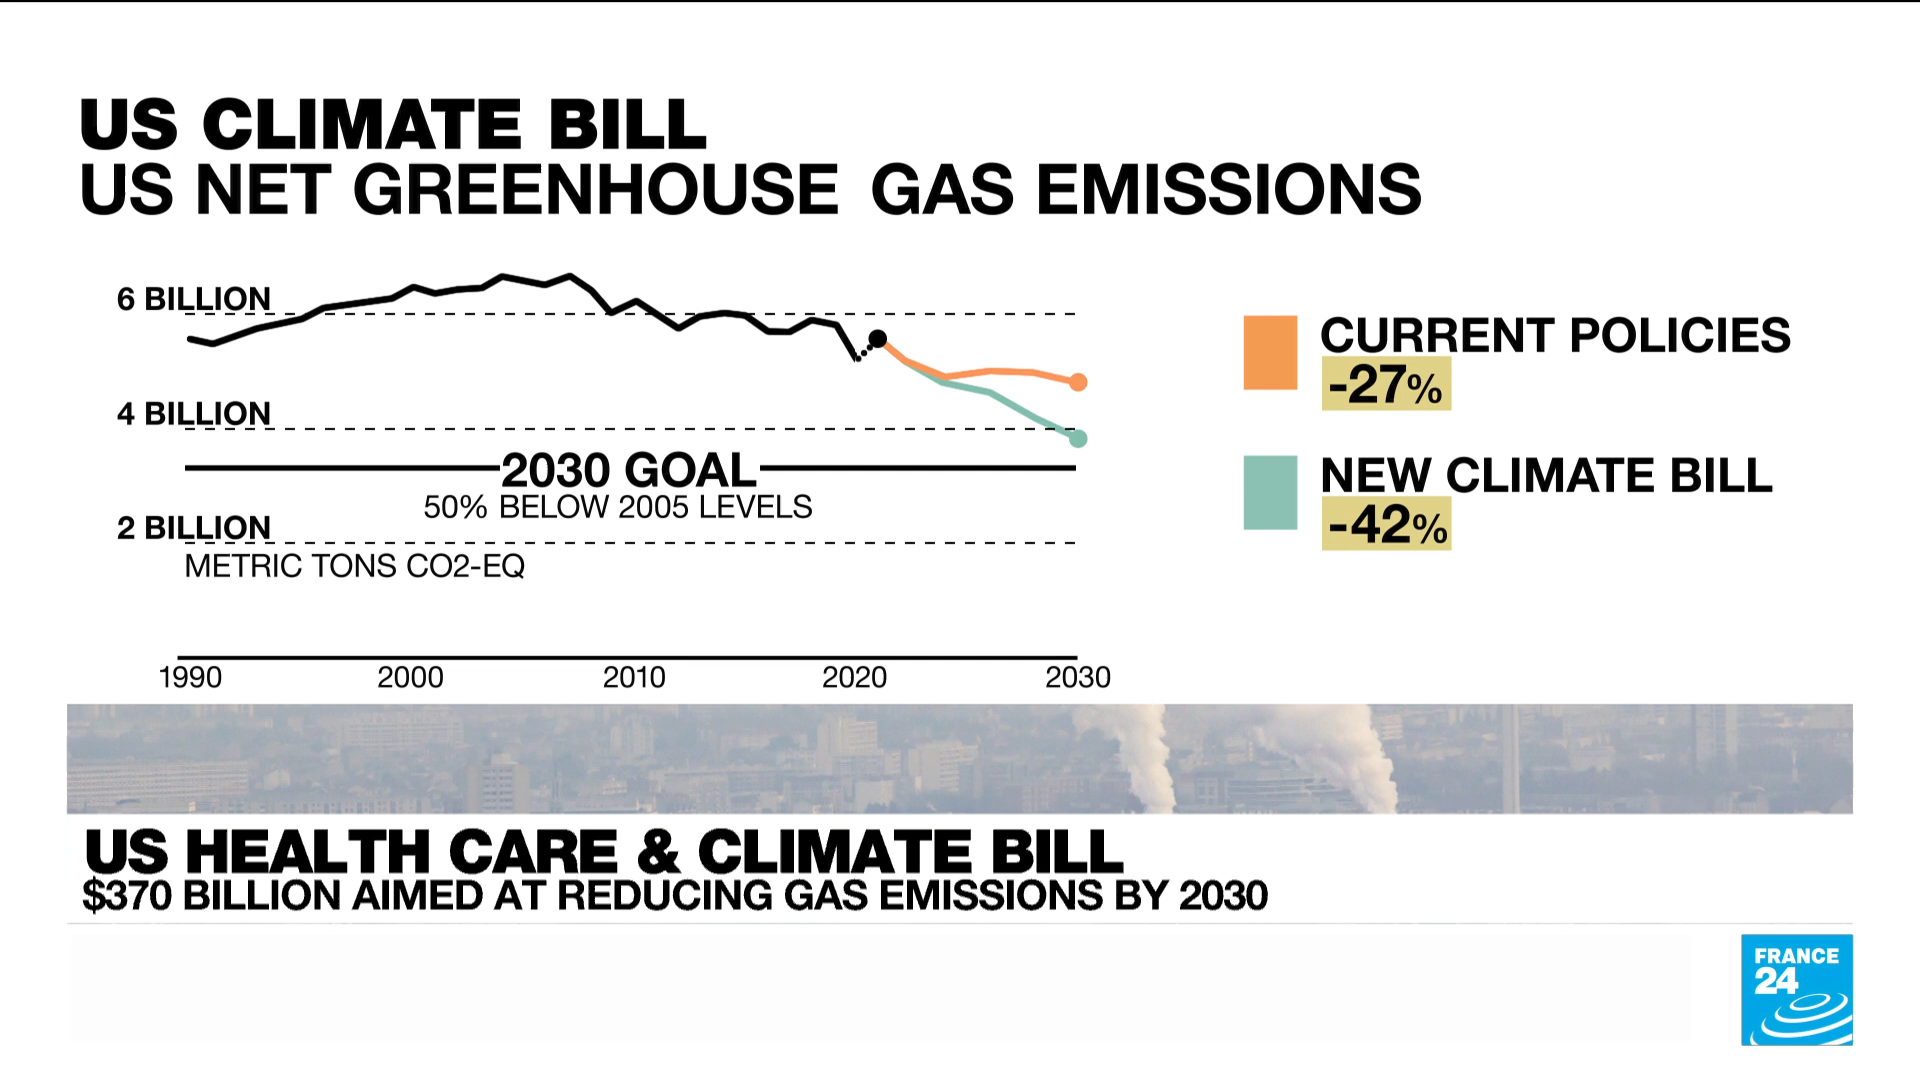 US CLIMATE BILL
US NET GREENHOUSE GAS EMISSIONS
6 BILLION
4 BILLION
2030 GOAL
50% BELOW 2005 LEVELS
2 BILLION
METRIC TONS CO2-EQ
1990 2000 2010 2020 2030
CURRENT POLICIES
-27%
NEW CLIMATE BILL
-42%
US HEALTH CARE & CLIMATE BILL
$370 BILLION AIMED AT REDUCING GAS EMISSIONS BY 2030
FRANCE
24